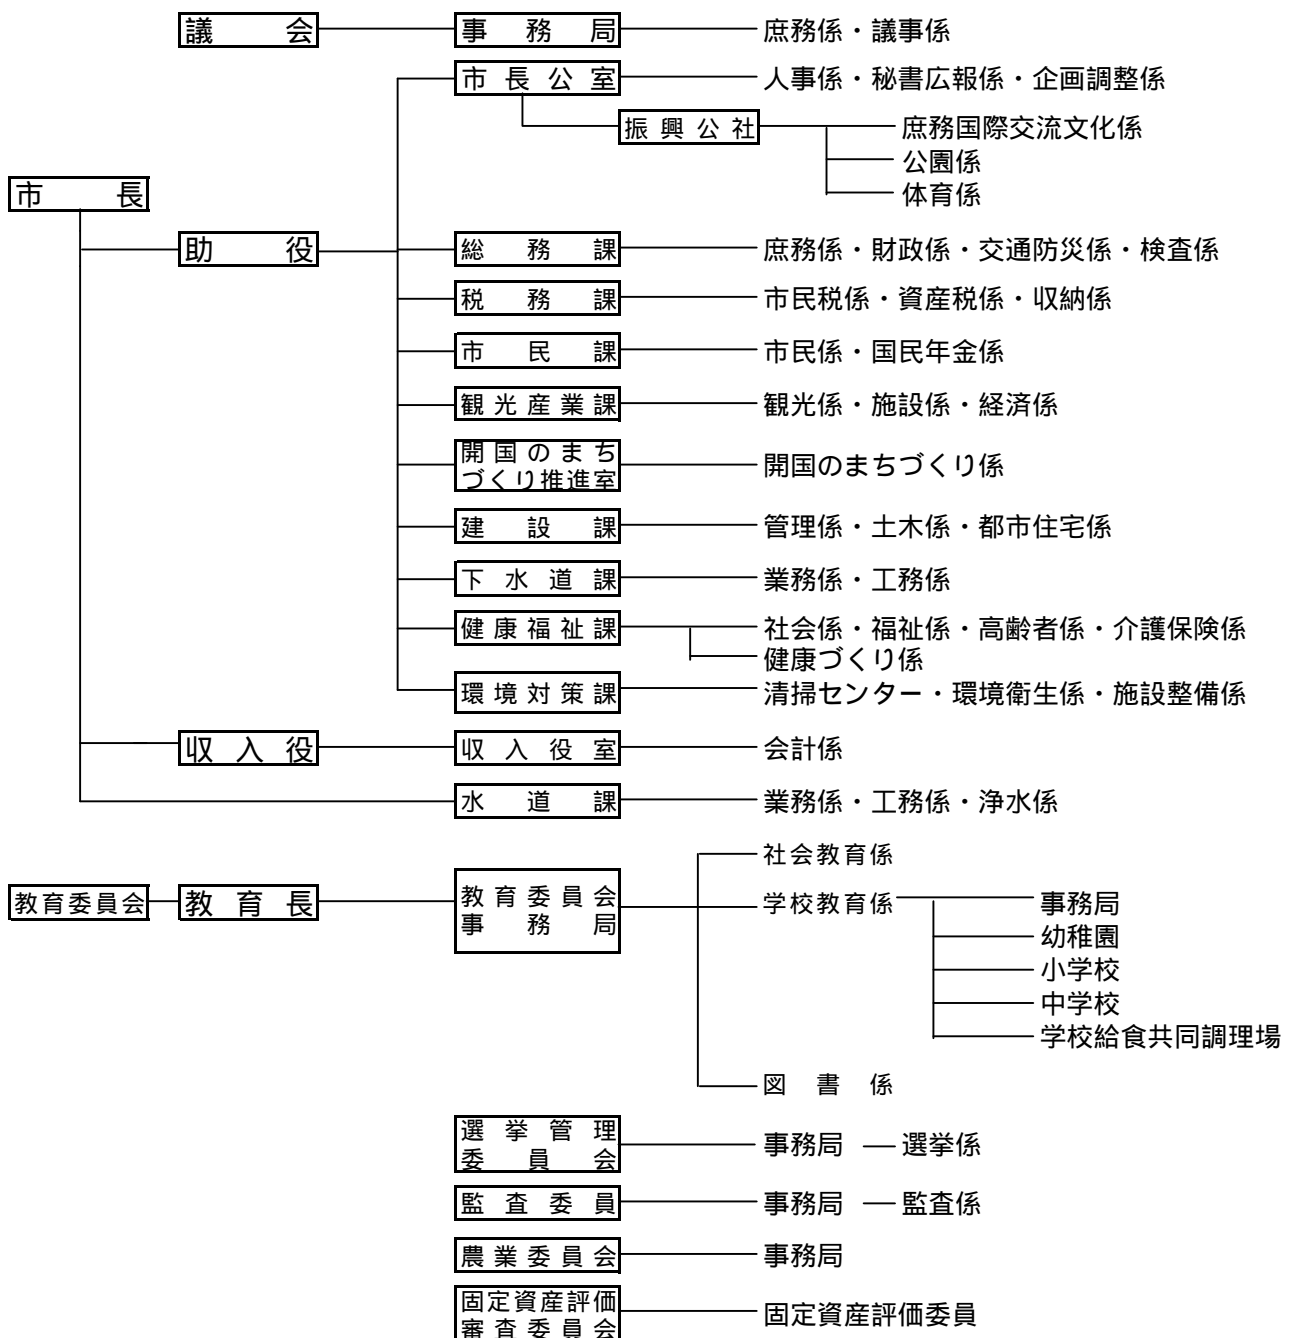 議会 事務局 庶務係・議事係
市長公室 人事係・秘書広報係・企画調整係
振興公社 庶務国際交流文化係
公園係
体育係
市長
助役 総務課 庶務係・財政係・交通防災係・検査係
税務課 市民税係・資産税係・収納係
市民課 市民係・国民年金係
観光産業課 観光係・施設係・経済係
開国のまち
づくり推進室 開国のまちづくり係
建設課 管理係・土木係・都市住宅係
下水道課 業務係・工務係
健康福祉課 社会係・福祉係・高齢者係・介護保険係
健康づくり係
環境対策課 清掃センター・環境衛生係・施設整備係
収入役 収入役室 会計係
水道課 業務係・工務係・浄水係
社会教育係
教育委員会 教育長 教育委員会
事務局 学校教育係 事務局
幼稚園
小学校
中学校
学校給食共同調理場
図書係
選挙管理
委員会 事務局 ― 選挙係
監査委員 事務局 ― 監査係
農業委員会 事務局
固定資産評価
審査委員会 固定資産評価委員